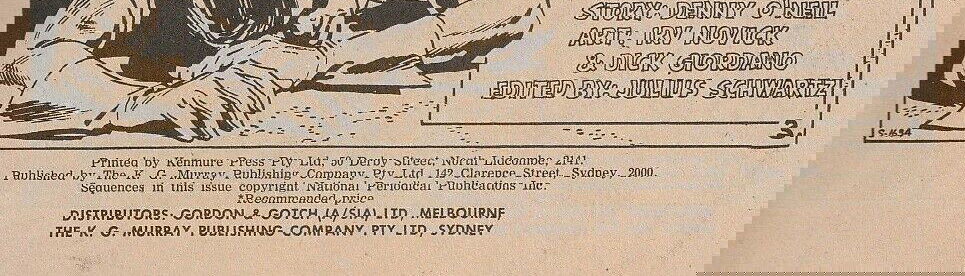 STORY: DENNY O'NEIL
ART: IRV NOVICK
& DICK GIORDANO
EDITED BY: JULIUS SCHWARTZ
3
S-1694
Printed by Kenmure Press Pty Ltd, 50 Derby Street, North Lidcombe, 2141
Published by The K. G. Murray Publishing Company Pty Ltd 142 Clarence Street, Sydney, 2000.
Sequences in this issue copyright National Periodical Publications Inc.
*Recommended price
DISTRIBUTORS: GORDON & GOTCH (A/SIA) LTD, MELBOURNE
THE K. G. MURRAY PUBLISHING COMPANY PTY LTD, SYDNEY